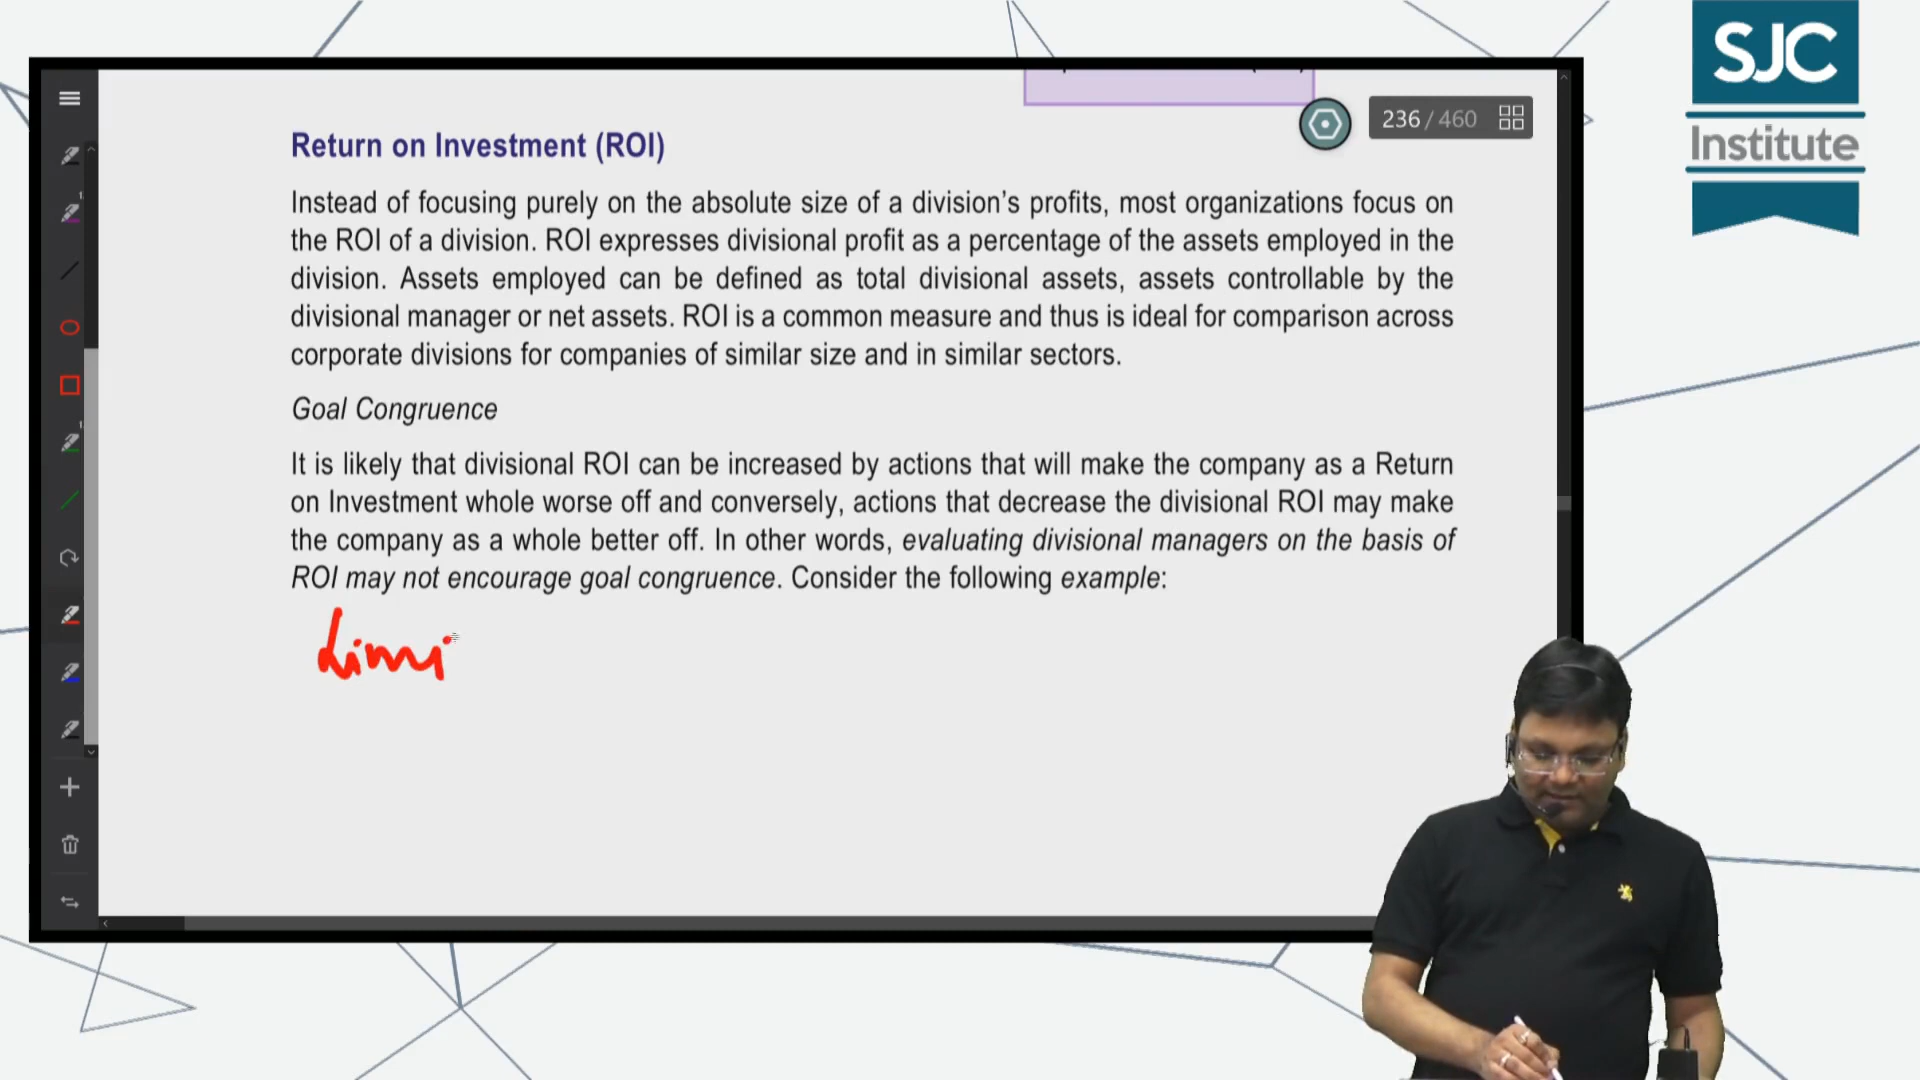 SJC
Institute
236 / 460
Return on Investment (ROI)
Instead of focusing purely on the absolute size of a division's profits, most organizations focus on
the ROI of a division. ROI expresses divisional profit as a percentage of the assets employed in the
division. Assets employed can be defined as total divisional assets, assets controllable by the
divisional manager or net assets. ROI is a common measure and thus is ideal for comparison across
corporate divisions for companies of similar size and in similar sectors.
Goal Congruence
It is likely that divisional ROI can be increased by actions that will make the company as a Return
on Investment whole worse off and conversely, actions that decrease the divisional ROI may make
the company as a whole better off. In other words, evaluating divisional managers on the basis of
ROI may not encourage goal congruence. Consider the following example:
Limi